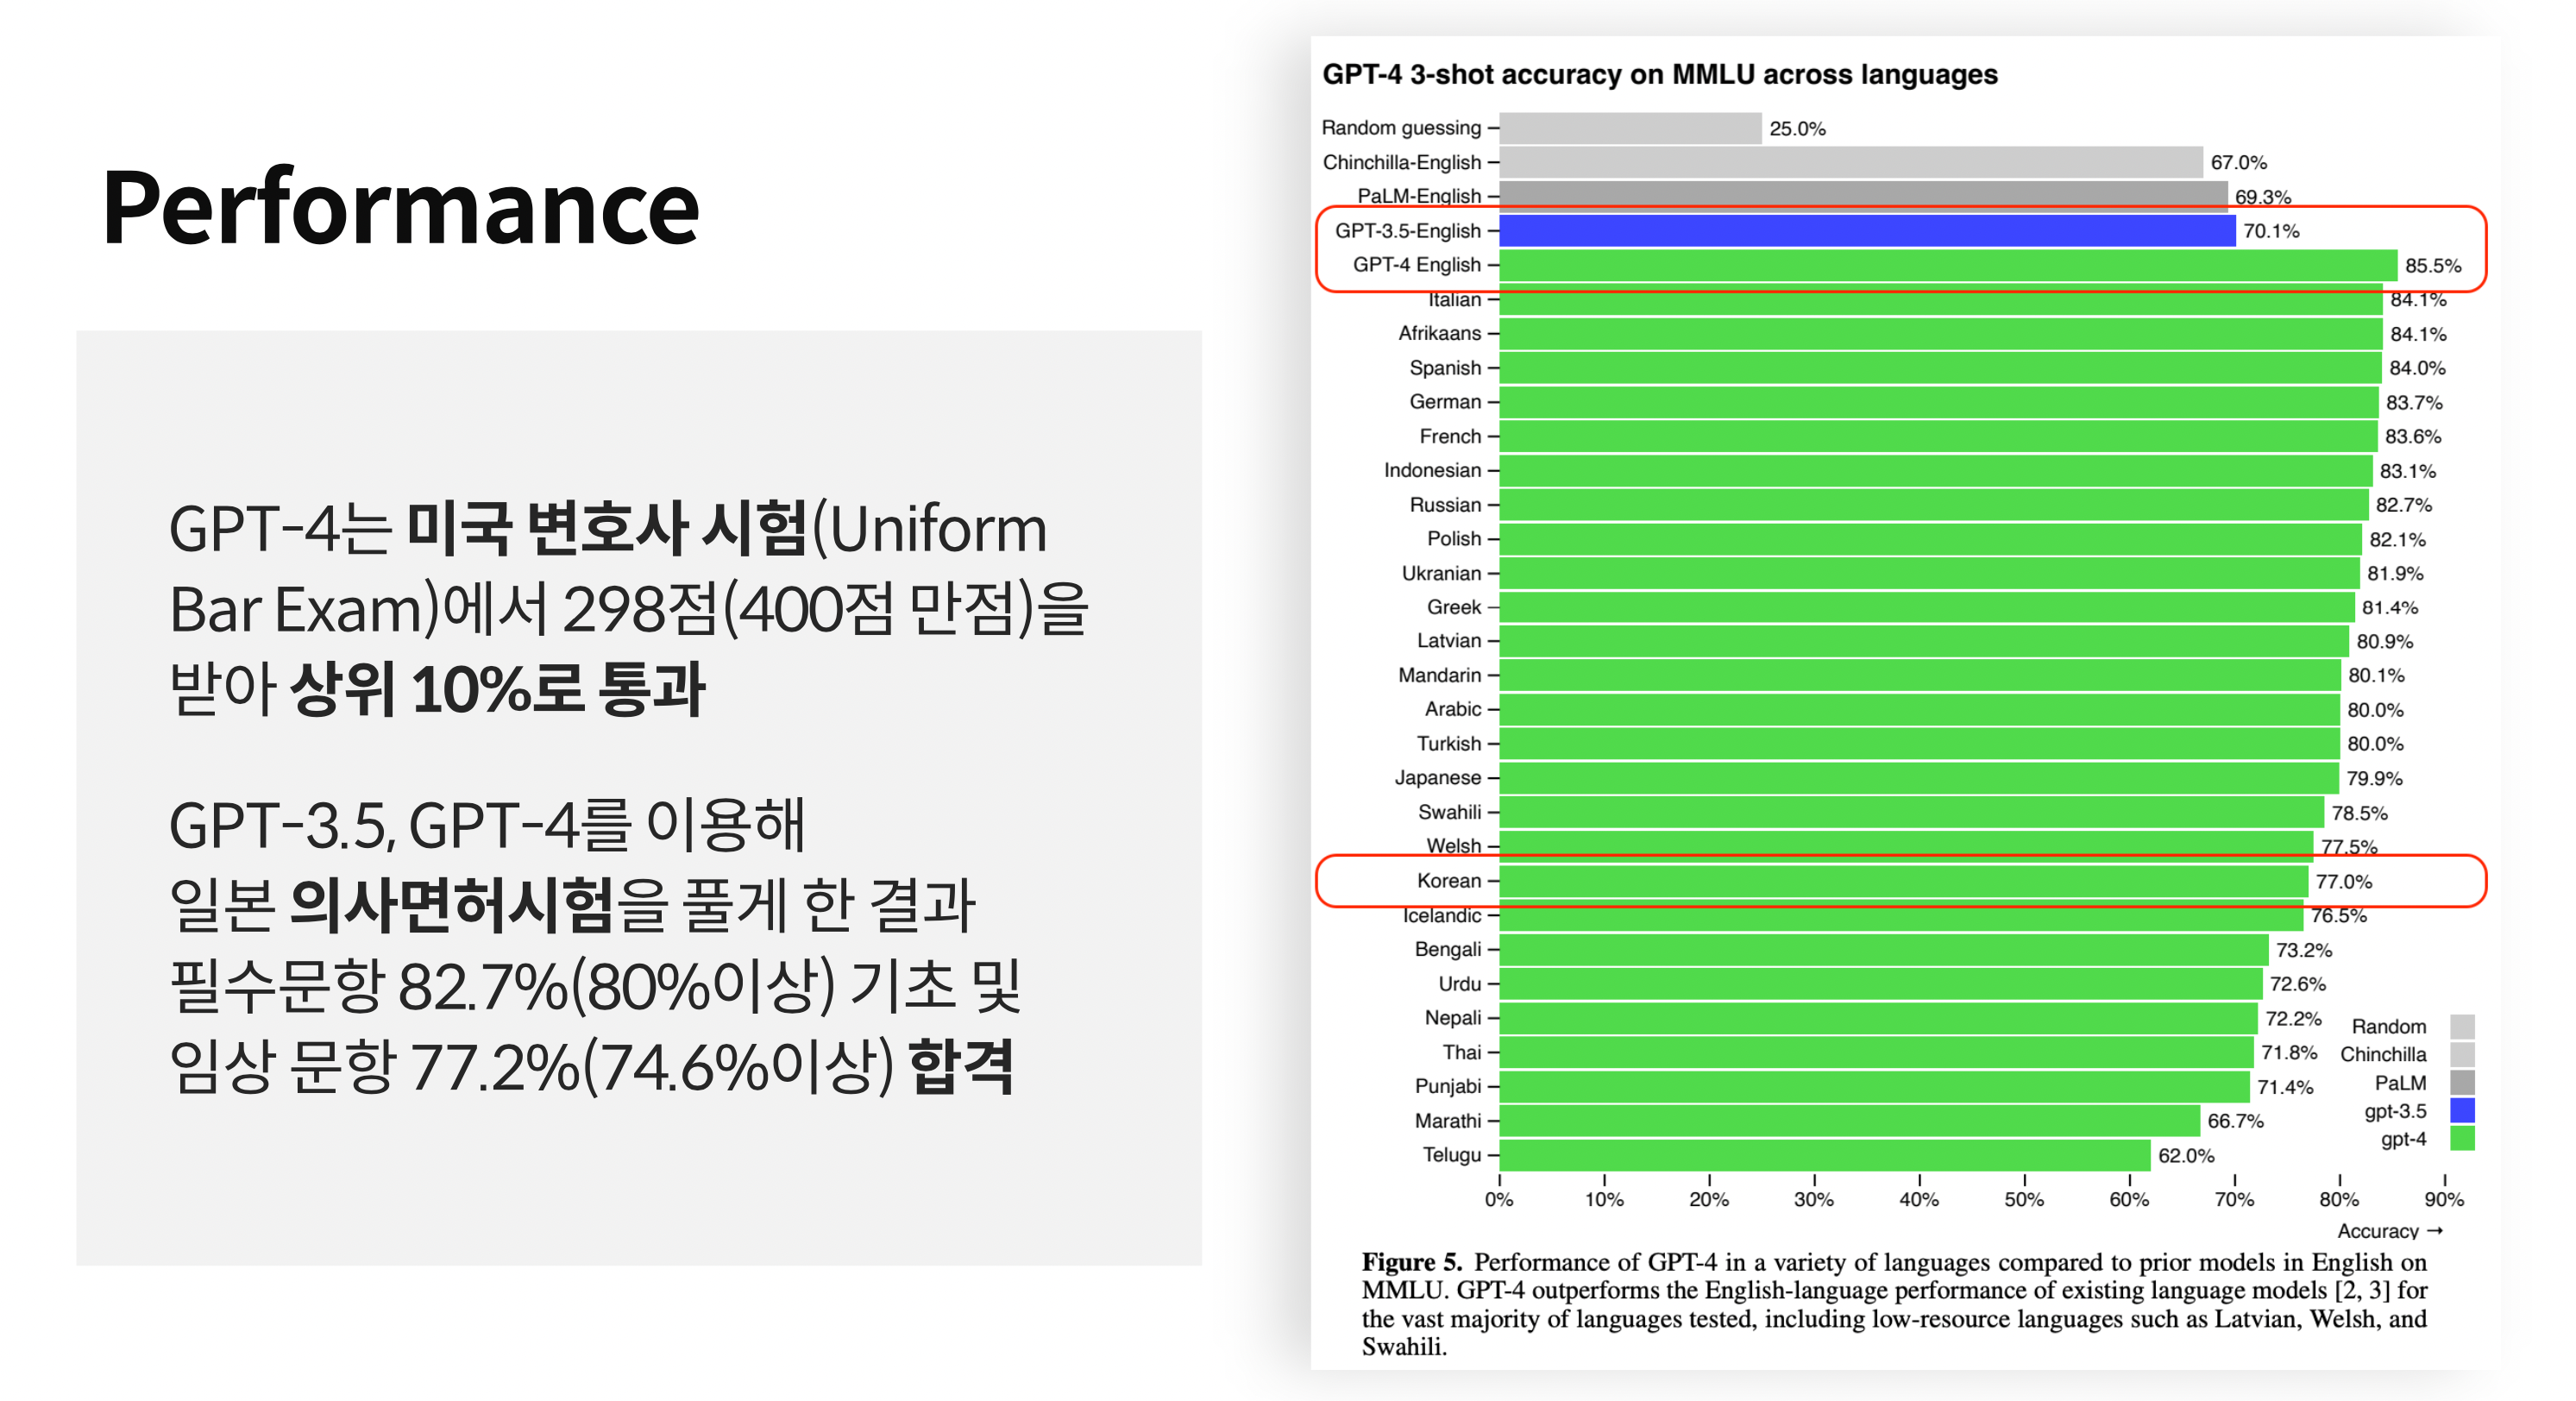 Performance
GPT-4는 미국 변호사 시험(Uniform
Bar Exam)에서 298점(400점 만점)을
받아 상위 10%로 통과
GPT-3.5, GPT-4를 이용해
일본 의사면허시험을 풀게 한 결과
필수문항 82.7%(80%이상) 기초 및
임상 문항 77.2%(74.6%이상) 합격
GPT-4 3-shot accuracy on MMLU across languages
Random guessing 25.0%
Chinchilla-English 67.0%
PaLM-English 69.3%
GPT-3.5-English 70.1%
GPT-4 English 85.5%
Italian 84.1%
Afrikaans 84.1%
Spanish 84.0%
German 83.7%
French 83.6%
Indonesian 83.1%
Russian 82.7%
Polish 82.1%
Ukranian 81.9%
Greek 81.4%
Latvian 80.9%
Mandarin 80.1%
Arabic 80.0%
Turkish 80.0%
Japanese 79.9%
Swahili 78.5%
Welsh 77.5%
Korean 77.0%
Icelandic 76.5%
Bengali 73.2%
Urdu 72.6%
Nepali 72.2%
Thai 71.8%
Punjabi 71.4%
Marathi 66.7%
Telugu 62.0%
Random
Chinchilla
PaLM
gpt-3.5
gpt-4
0% 10% 20% 30% 40% 50% 60% 70% 80% 90%
Accuracy →
Figure 5. Performance of GPT-4 in a variety of languages compared to prior models in English on
MMLU. GPT-4 outperforms the English-language performance of existing language models [2, 3] for
the vast majority of languages tested, including low-resource languages such as Latvian, Welsh, and
Swahili.